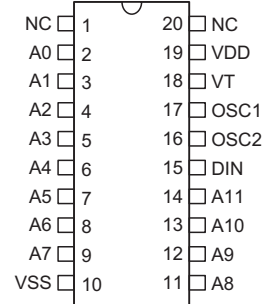 NC 1 20 NC
A0 2 19 VDD
A1 3 18 VT
A2 4 17 OSC1
A3 5 16 OSC2
A4 6 15 DIN
A5 7 14 A11
A6 8 13 A10
A7 9 12 A9
VSS 10 11 A8